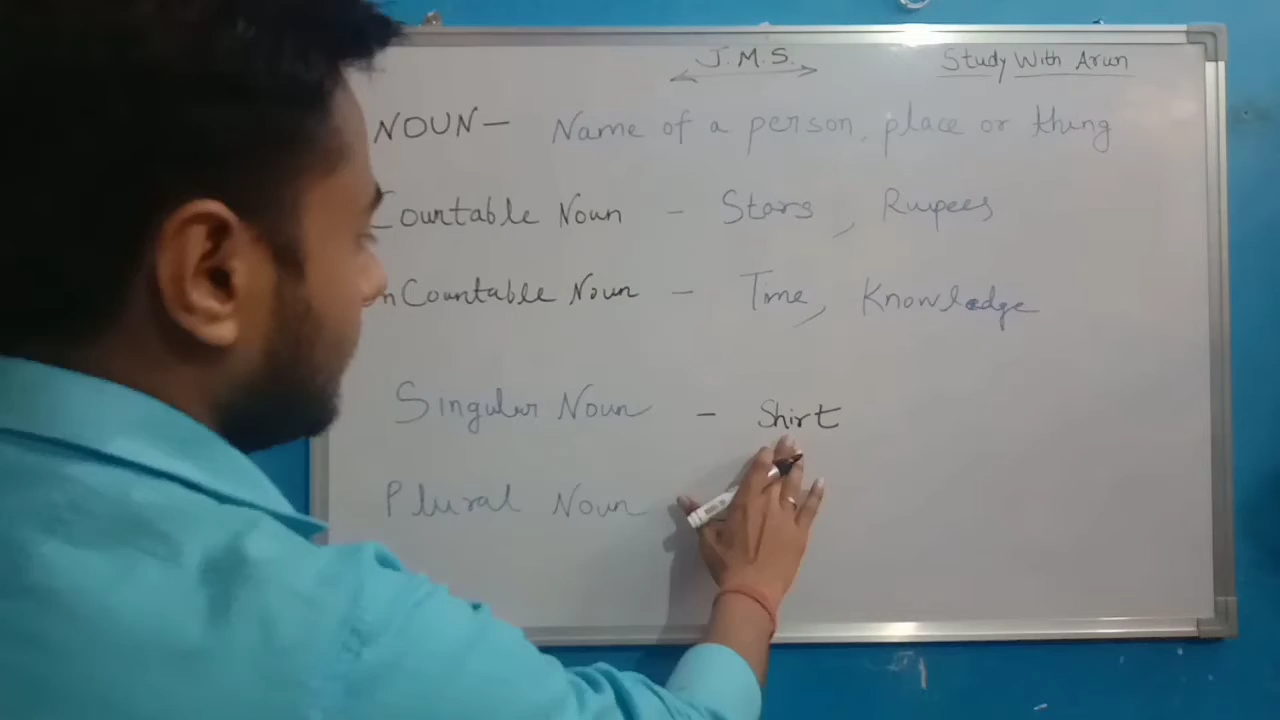 J.M.S.
Study With Arun
NOUN- Name of a person, place or thing
Countable Noun - Stars, Rupees
nCountable Noun - Time, Knowledge
Singular Noun - Shirt
Plural Noun